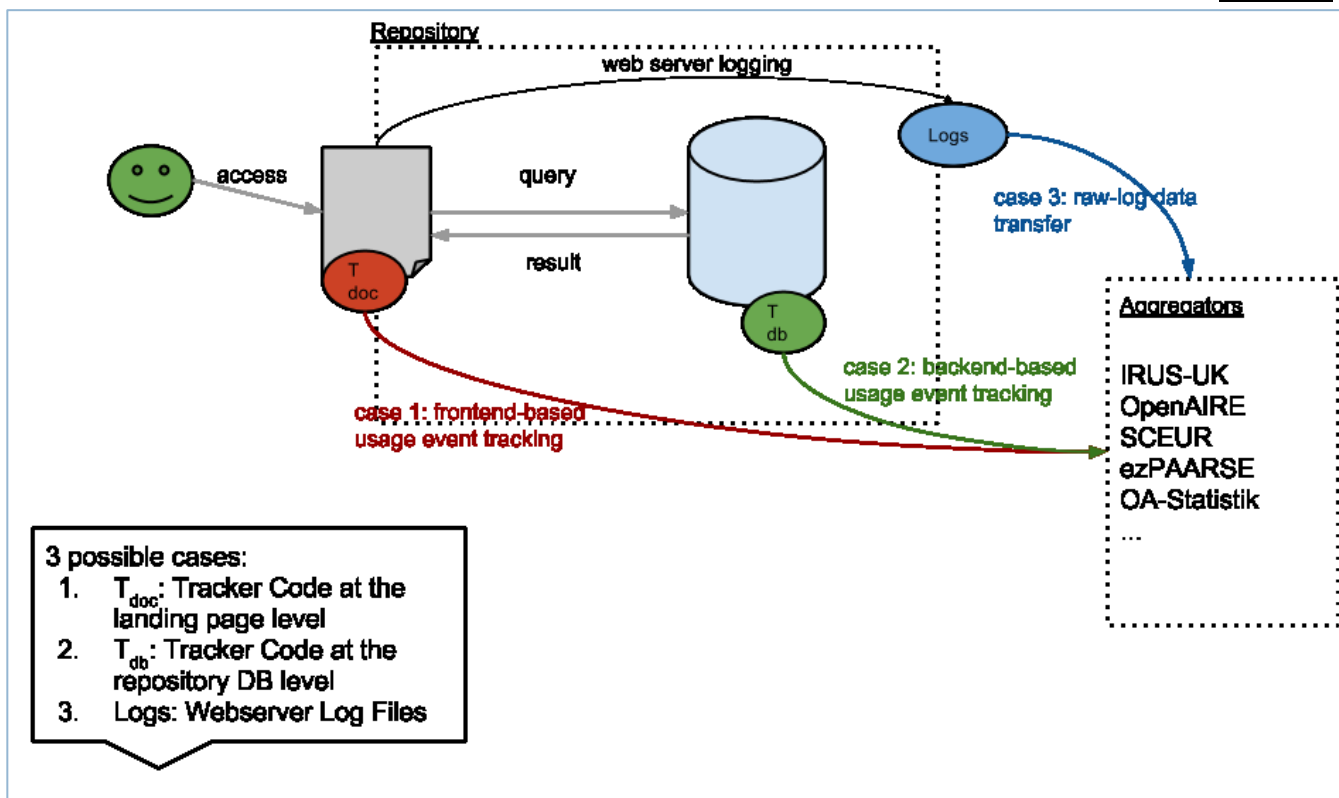 Repository
web server logging
Logs
access
query
case 3: raw-log data
transfer
result
T
doc
T
db
Aggregators
IRUS-UK
OpenAIRE
SCEUR
ezPAARSE
OA-Statistik
...
case 2: backend-based
usage event tracking
case 1: frontend-based
usage event tracking
3 possible cases:
1. Tdoc: Tracker Code at the
landing page level
2. Tdb: Tracker Code at the
repository DB level
3. Logs: Webserver Log Files